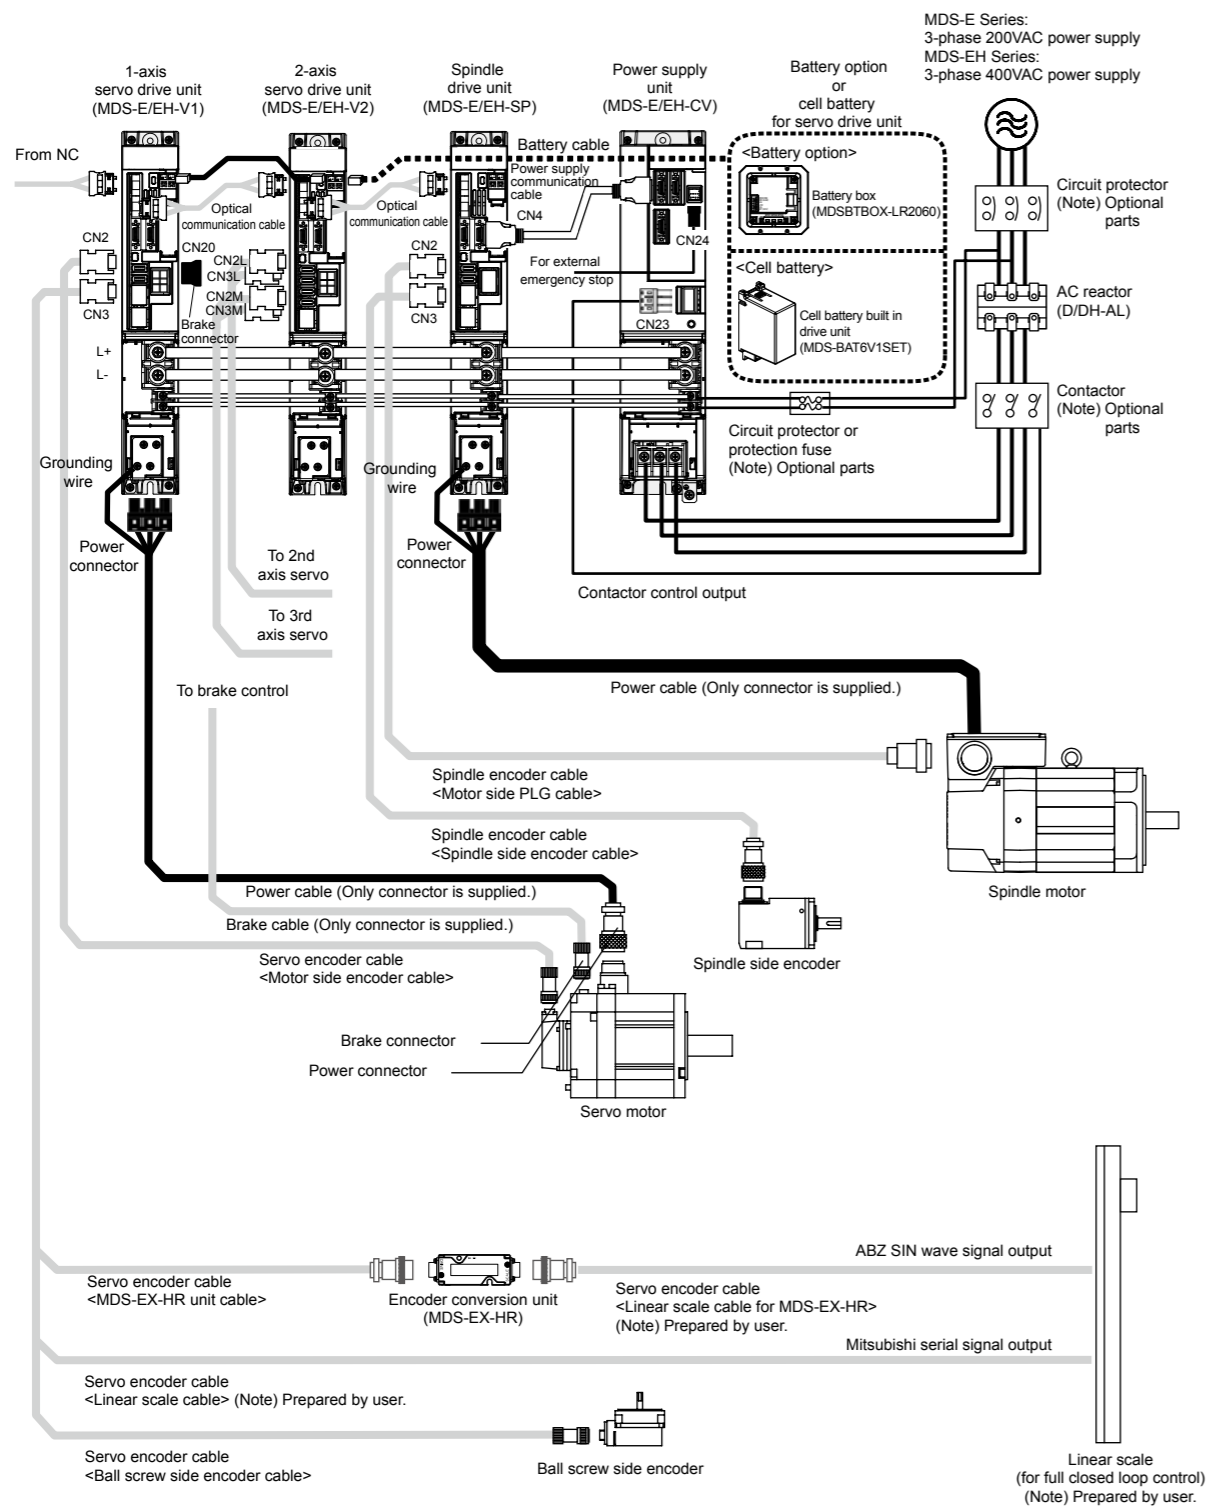 MDS-E Series:
3-phase 200VAC power supply
MDS-EH Series:
3-phase 400VAC power supply
1-axis
servo drive unit
(MDS-E/EH-V1)
2-axis
servo drive unit
(MDS-E/EH-V2)
Spindle
drive unit
(MDS-E/EH-SP)
Power supply
unit
(MDS-E/EH-CV)
Battery option
or
cell battery
for servo drive unit
From NC
Battery cable
Power supply
communication
cable
<Battery option>
Battery box
(MDSBTBOX-LR2060)
Circuit protector
(Note) Optional
parts
Optical
communication cable
Optical
communication cable
CN4
CN24
CN2
CN20
CN2L
CN3L
CN2M
CN3M
CN3
Brake
connector
CN2
CN3
For external
emergency stop
CN23
<Cell battery>
Cell battery built in
drive unit
(MDS-BAT6V1SET)
AC reactor
(D/DH-AL)
L+
L-
Contactor
(Note) Optional
parts
Circuit protector or
protection fuse
(Note) Optional parts
Grounding
wire
Grounding
wire
Power
connector
Power
connector
To 2nd
axis servo
To 3rd
axis servo
Contactor control output
To brake control
Power cable (Only connector is supplied.)
Spindle encoder cable
<Motor side PLG cable>
Spindle encoder cable
<Spindle side encoder cable>
Spindle motor
Power cable (Only connector is supplied.)
Brake cable (Only connector is supplied.)
Servo encoder cable
<Motor side encoder cable>
Spindle side encoder
Brake connector
Power connector
Servo motor
ABZ SIN wave signal output
Servo encoder cable
<MDS-EX-HR unit cable>
Encoder conversion unit
(MDS-EX-HR)
Servo encoder cable
<Linear scale cable for MDS-EX-HR>
(Note) Prepared by user.
Mitsubishi serial signal output
Servo encoder cable
<Linear scale cable> (Note) Prepared by user.
Servo encoder cable
<Ball screw side encoder cable>
Ball screw side encoder
Linear scale
(for full closed loop control)
(Note) Prepared by user.